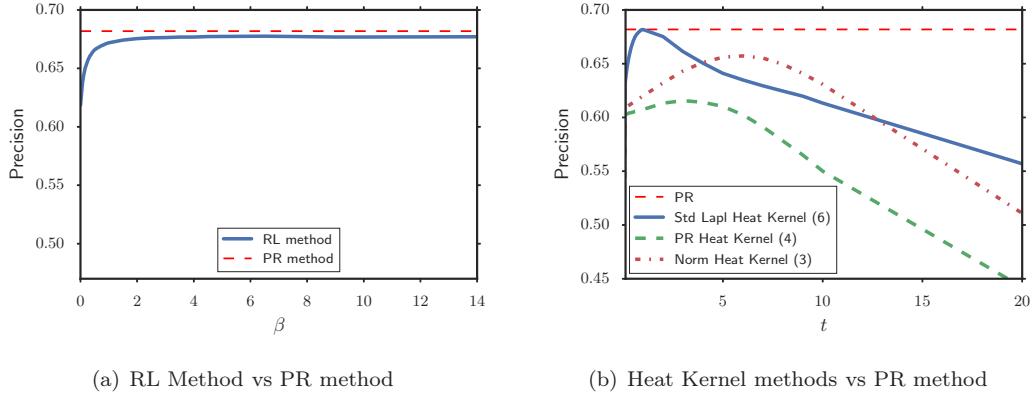 0.70
0.65
0.60
0.55
0.50
Precision
RL method
PR method
0 2 4 6 8 10 12 14
β
(a) RL Method vs PR method
0.70
0.65
0.60
0.55
0.50
0.45
Precision
PR
Std Lapl Heat Kernel (6)
PR Heat Kernel (4)
Norm Heat Kernel (3)
5 10 15 20
t
(b) Heat Kernel methods vs PR method